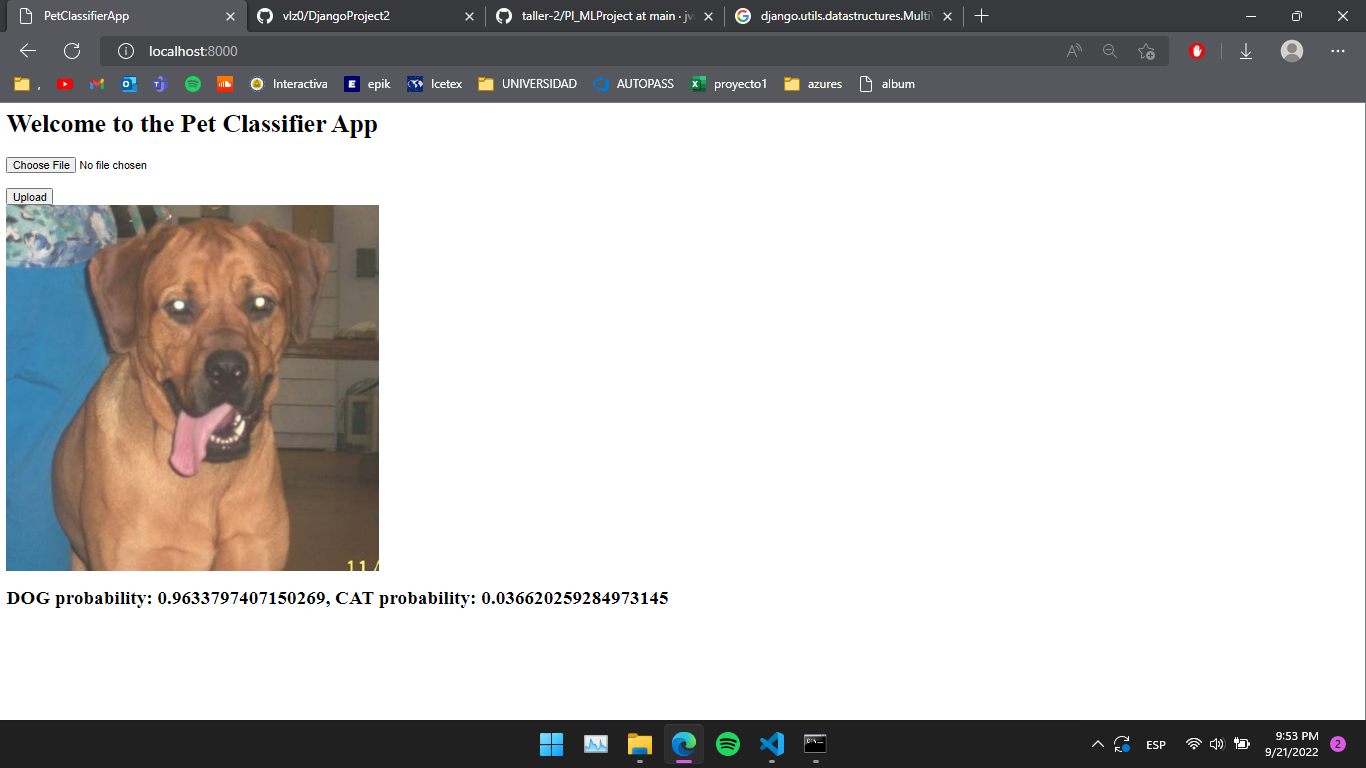 PetClassifierApp
vlz0/DjangoProject2
taller-2/PI_MLProject at main · jv
django.utils.datastructures.Multi
localhost:8000
,
Interactiva
epik
Icetex
UNIVERSIDAD
AUTOPASS
proyecto1
azures
album
Welcome to the Pet Classifier App
Choose File No file chosen
Upload
11/
DOG probability: 0.9633797407150269, CAT probability: 0.036620259284973145
ESP
9:53 PM
9/21/2022
2